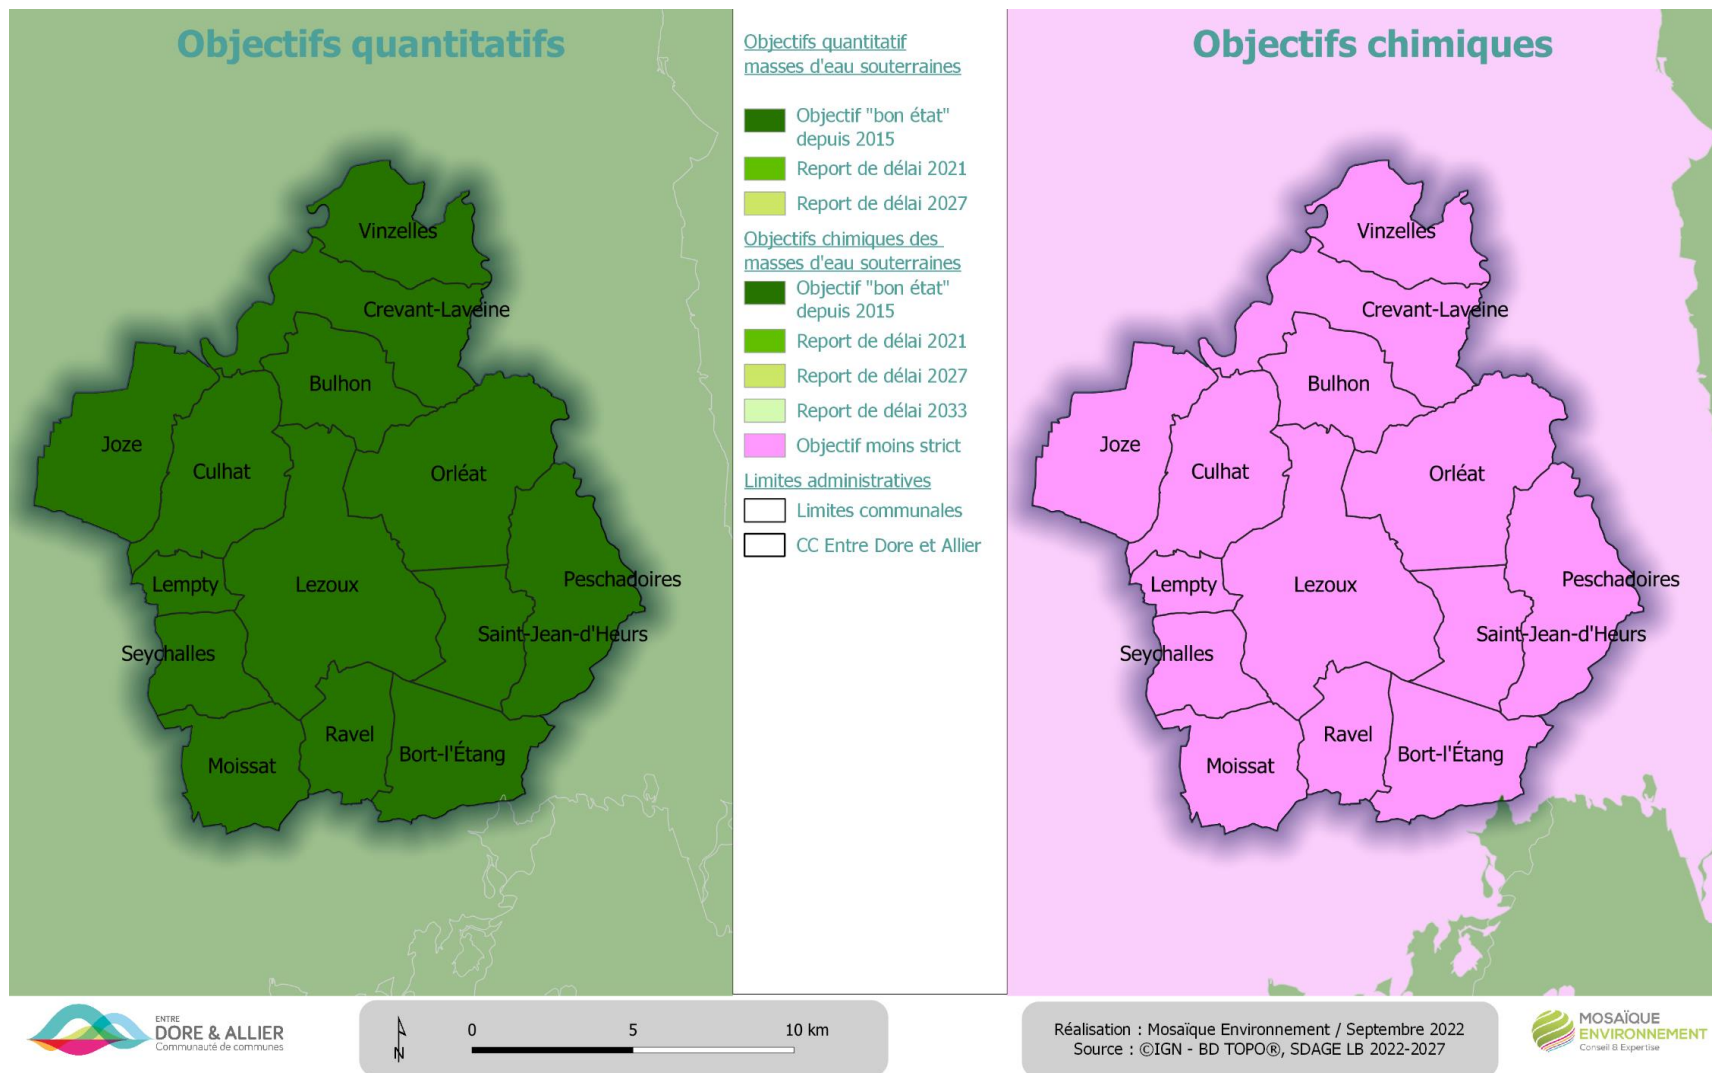 Objectifs quantitatifs
Vinzelles
Crevant-Laveine
Bulhon
Joze
Culhat
Orléat
Lempty
Lezoux
Peschadoires
Saint-Jean-d'Heurs
Seychalles
Ravel
Moissat
Bort-l'Étang
Objectifs quantitatif
masses d'eau souterraines
Objectif "bon état"
depuis 2015
Report de délai 2021
Report de délai 2027
Objectifs chimiques des
masses d'eau souterraines
Objectif "bon état"
depuis 2015
Report de délai 2021
Report de délai 2027
Report de délai 2033
Objectif moins strict
Limites administratives
Limites communales
CC Entre Dore et Allier
Objectifs chimiques
Vinzelles
Crevant-Laveine
Bulhon
Joze
Culhat
Orléat
Lempty
Lezoux
Peschadoires
Saint-Jean-d'Heurs
Seychalles
Ravel
Moissat
Bort-l'Étang
ENTRE
DORE & ALLIER
Communauté de communes
N
0 5 10 km
Réalisation : Mosaïque Environnement / Septembre 2022
Source : ©IGN - BD TOPO®, SDAGE LB 2022-2027
MOSAÏQUE
ENVIRONNEMENT
Conseil & Expertise